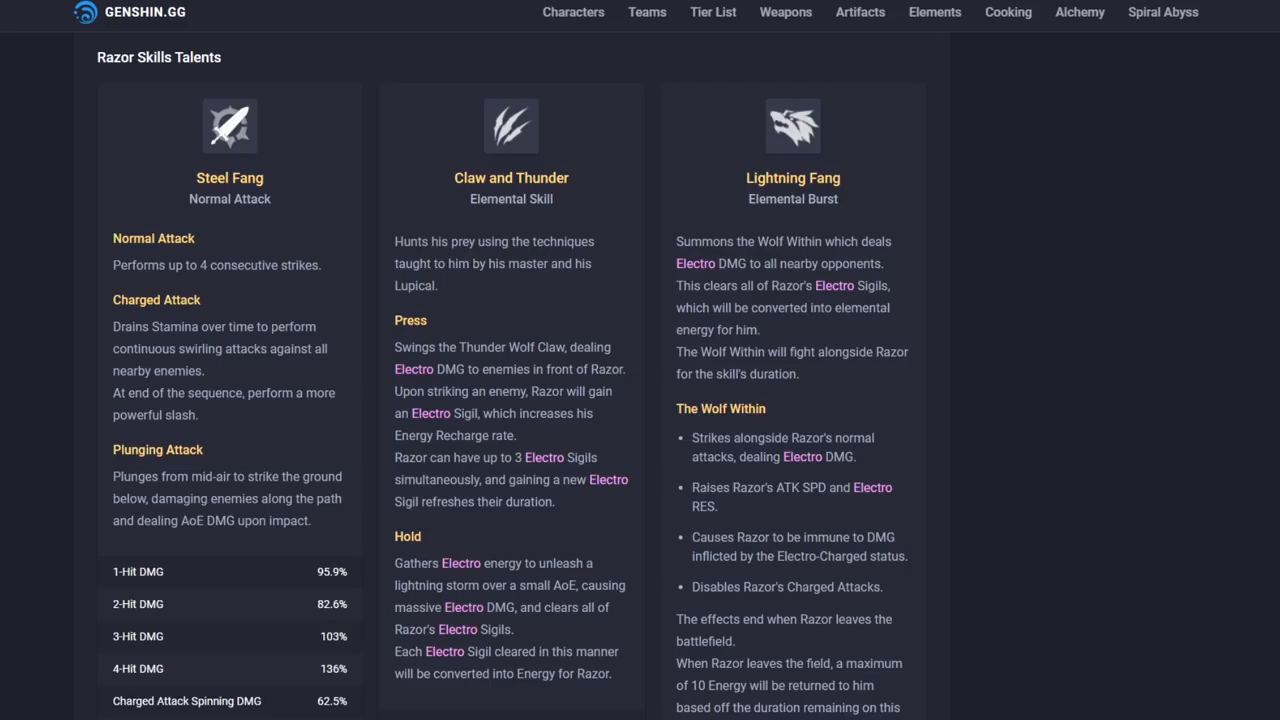 GENSHIN.GG
Characters
Teams
Tier List
Weapons
Artifacts
Elements
Cooking
Alchemy
Spiral Abyss
Razor Skills Talents
Steel Fang
Normal Attack
Normal Attack
Performs up to 4 consecutive strikes.
Charged Attack
Drains Stamina over time to perform
continuous swirling attacks against all
nearby enemies.
At end of the sequence, perform a more
powerful slash.
Plunging Attack
Plunges from mid-air to strike the ground
below, damaging enemies along the path
and dealing AoE DMG upon impact.
1-Hit DMG 95.9%
2-Hit DMG 82.6%
3-Hit DMG 103%
4-Hit DMG 136%
Charged Attack Spinning DMG 62.5%
Claw and Thunder
Elemental Skill
Hunts his prey using the techniques
taught to him by his master and his
Lupical.
Press
Swings the Thunder Wolf Claw, dealing
Electro DMG to enemies in front of Razor.
Upon striking an enemy, Razor will gain
an Electro Sigil, which increases his
Energy Recharge rate.
Razor can have up to 3 Electro Sigils
simultaneously, and gaining a new Electro
Sigil refreshes their duration.
Hold
Gathers Electro energy to unleash a
lightning storm over a small AoE, causing
massive Electro DMG, and clears all of
Razor's Electro Sigils.
Each Electro Sigil cleared in this manner
will be converted into Energy for Razor.
Lightning Fang
Elemental Burst
Summons the Wolf Within which deals
Electro DMG to all nearby opponents.
This clears all of Razor's Electro Sigils,
which will be converted into elemental
energy for him.
The Wolf Within will fight alongside Razor
for the skill's duration.
The Wolf Within
• Strikes alongside Razor's normal
attacks, dealing Electro DMG.
• Raises Razor's ATK SPD and Electro
RES.
• Causes Razor to be immune to DMG
inflicted by the Electro-Charged status.
• Disables Razor's Charged Attacks.
The effects end when Razor leaves the
battlefield.
When Razor leaves the field, a maximum
of 10 Energy will be returned to him
based off the duration remaining on this